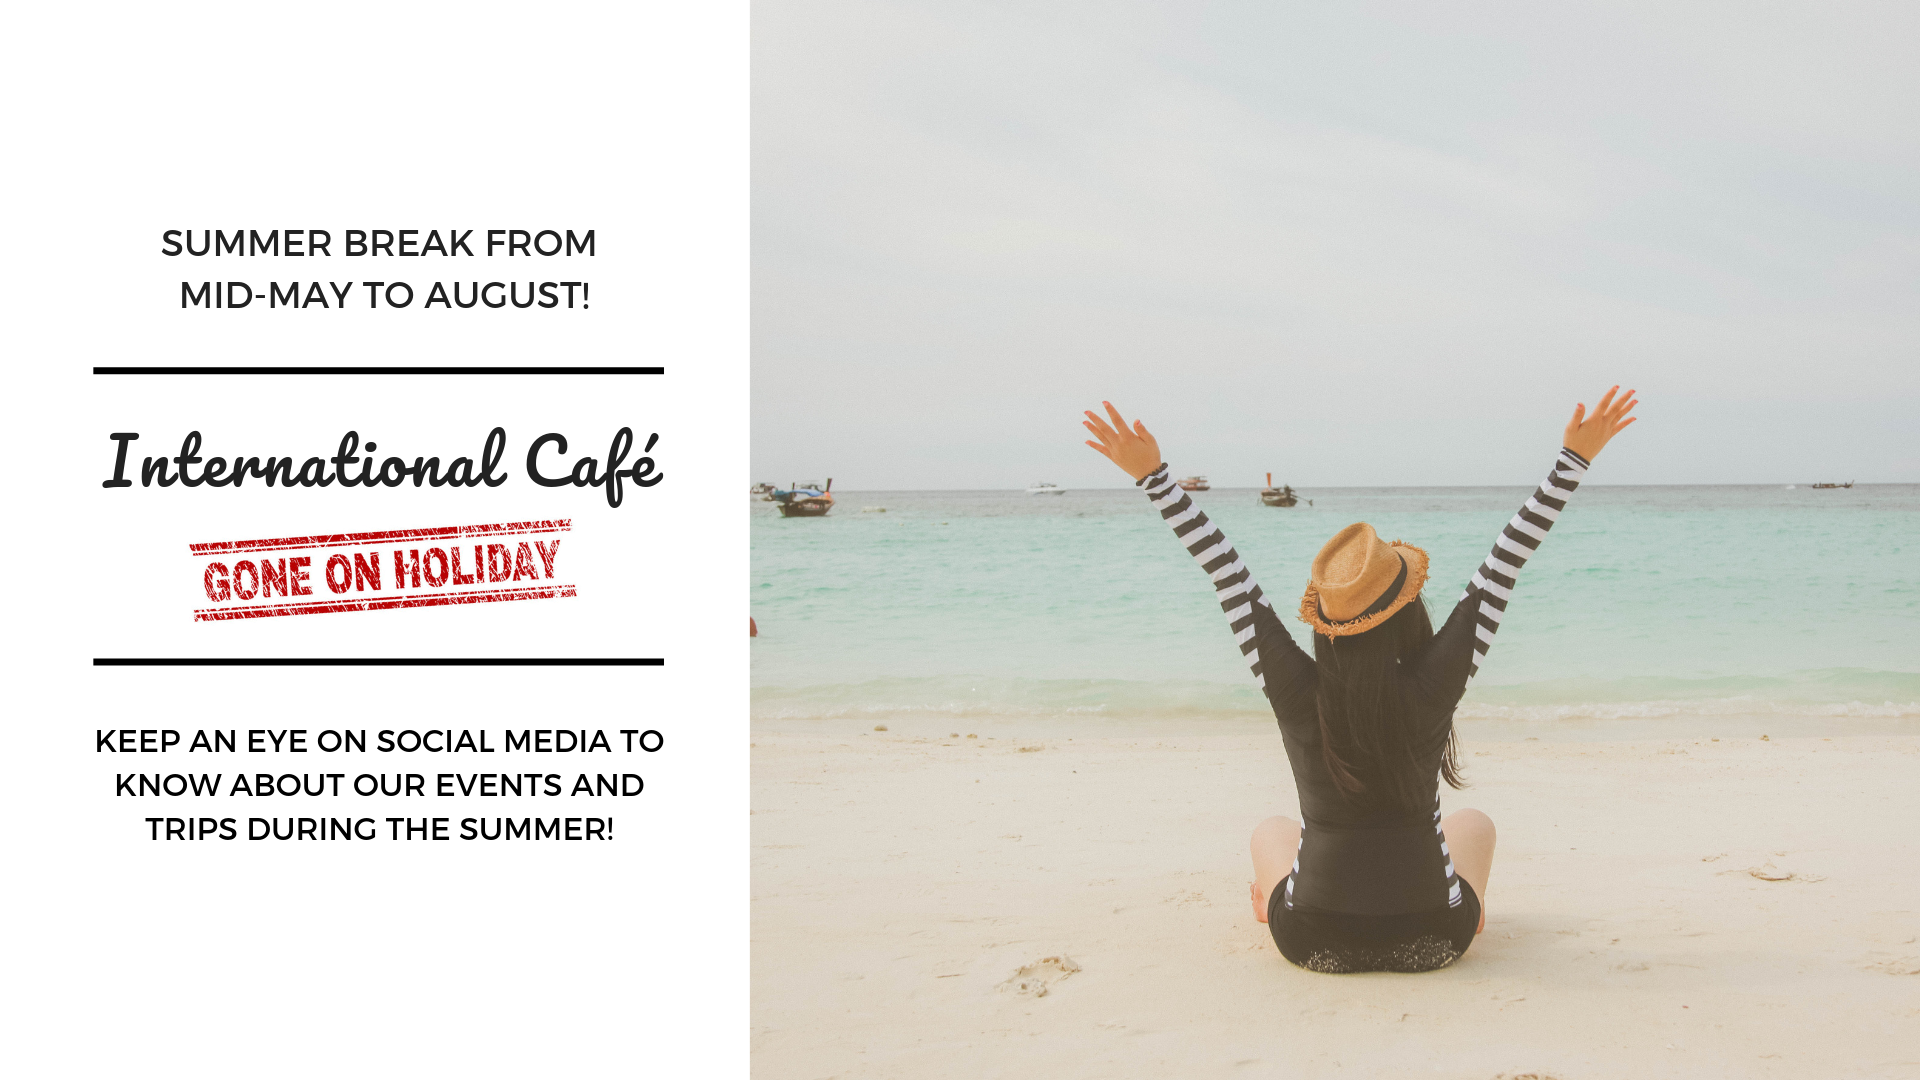 SUMMER BREAK FROM
MID-MAY TO AUGUST!
International Café
GONE ON HOLIDAY
KEEP AN EYE ON SOCIAL MEDIA TO
KNOW ABOUT OUR EVENTS AND
TRIPS DURING THE SUMMER!